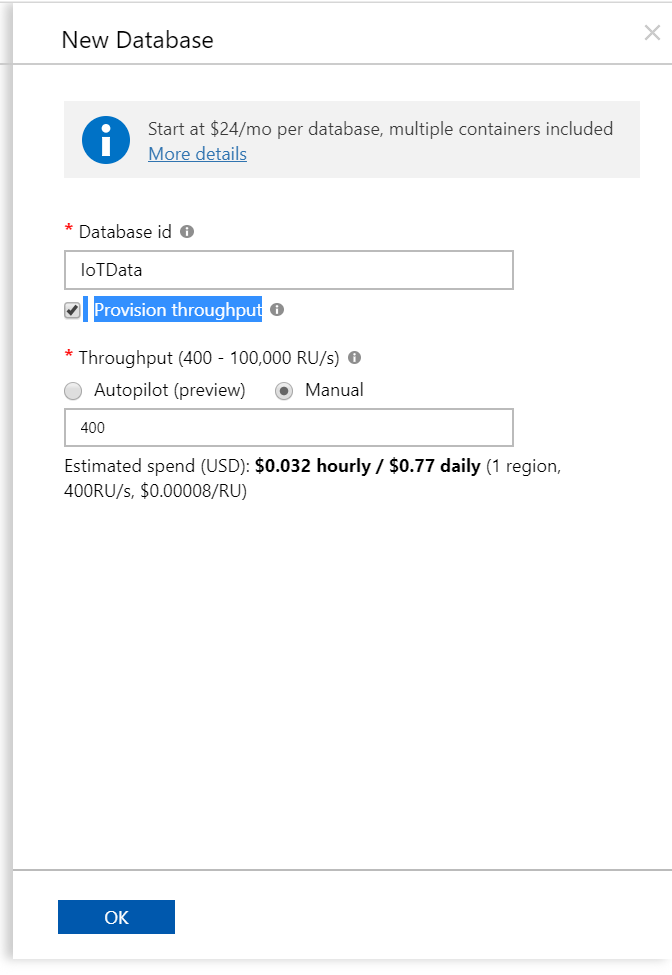 New Database
Start at $24/mo per database, multiple containers included
More details
* Database id
IoTData
Provision throughput
* Throughput (400 - 100,000 RU/s)
Autopilot (preview) Manual
400
Estimated spend (USD): $0.032 hourly / $0.77 daily (1 region,
400RU/s, $0.00008/RU)
OK